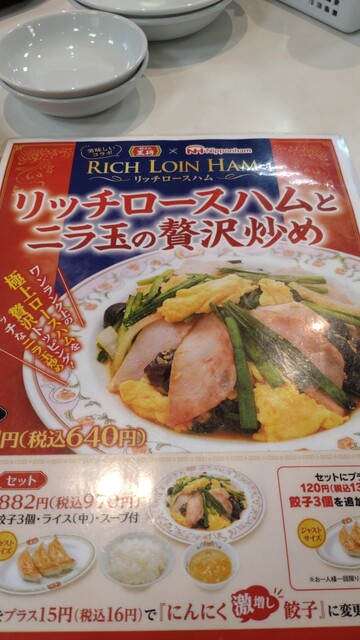 美味しい
コラボ
王将
×
NH Nipponham
RICH LOIN HAM
リッチロースハム
リッチロースハムと
ニラ玉の贅沢炒め
極上贅沢
円(税込640円)
セット
882円(税込970円)
餃子3個・ライス(中)・スープ付
ジャストサイズ
セットにプラ
120円(税込13
餃子3個を追加
ジャストサイズ
※お一人様一回限り
をプラス15円(税込16円)で『にんにく激増し餃子』に変更